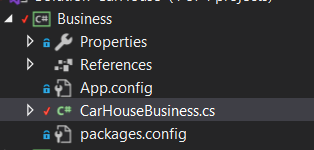 Business
Properties
References
App.config
C# CarHouseBusiness.cs
packages.config